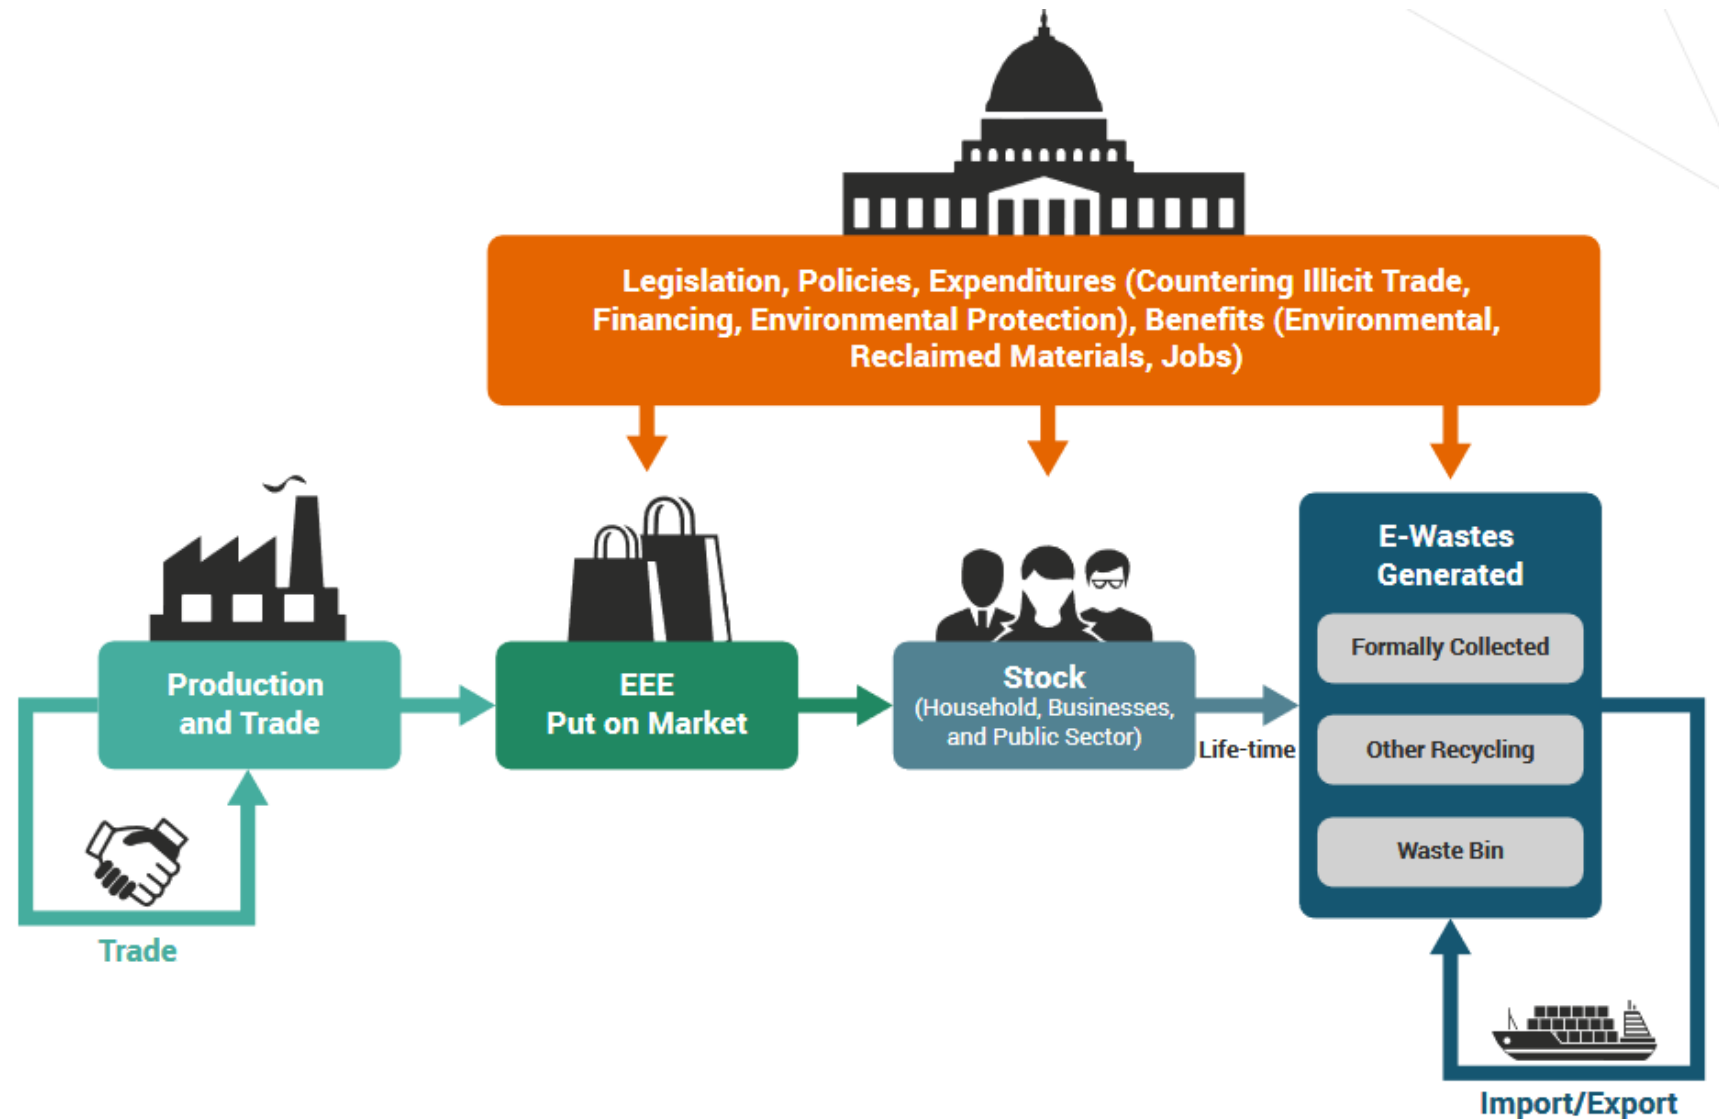 Legislation, Policies, Expenditures (Countering Illicit Trade,
Financing, Environmental Protection), Benefits (Environmental,
Reclaimed Materials, Jobs)
Production
and Trade
Trade
EEE
Put on Market
Stock
(Household, Businesses,
and Public Sector)
Life-time
E-Wastes
Generated
Formally Collected
Other Recycling
Waste Bin
Import/Export